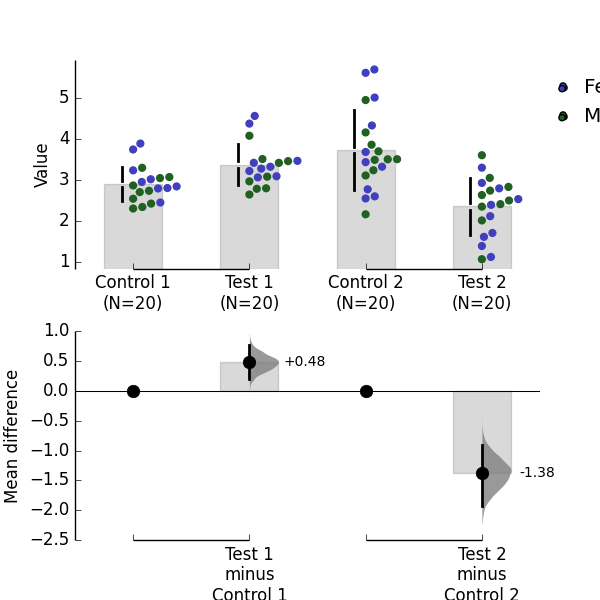 Value
5
4
3
2
1
Control 1 Test 1 Control 2 Test 2
(N=20) (N=20) (N=20) (N=20)
Fe
M
Mean difference
1.0
0.5
0.0
−0.5
−1.0
−1.5
−2.0
−2.5
+0.48
-1.38
Test 1 Test 2
minus minus
Control 1 Control 2